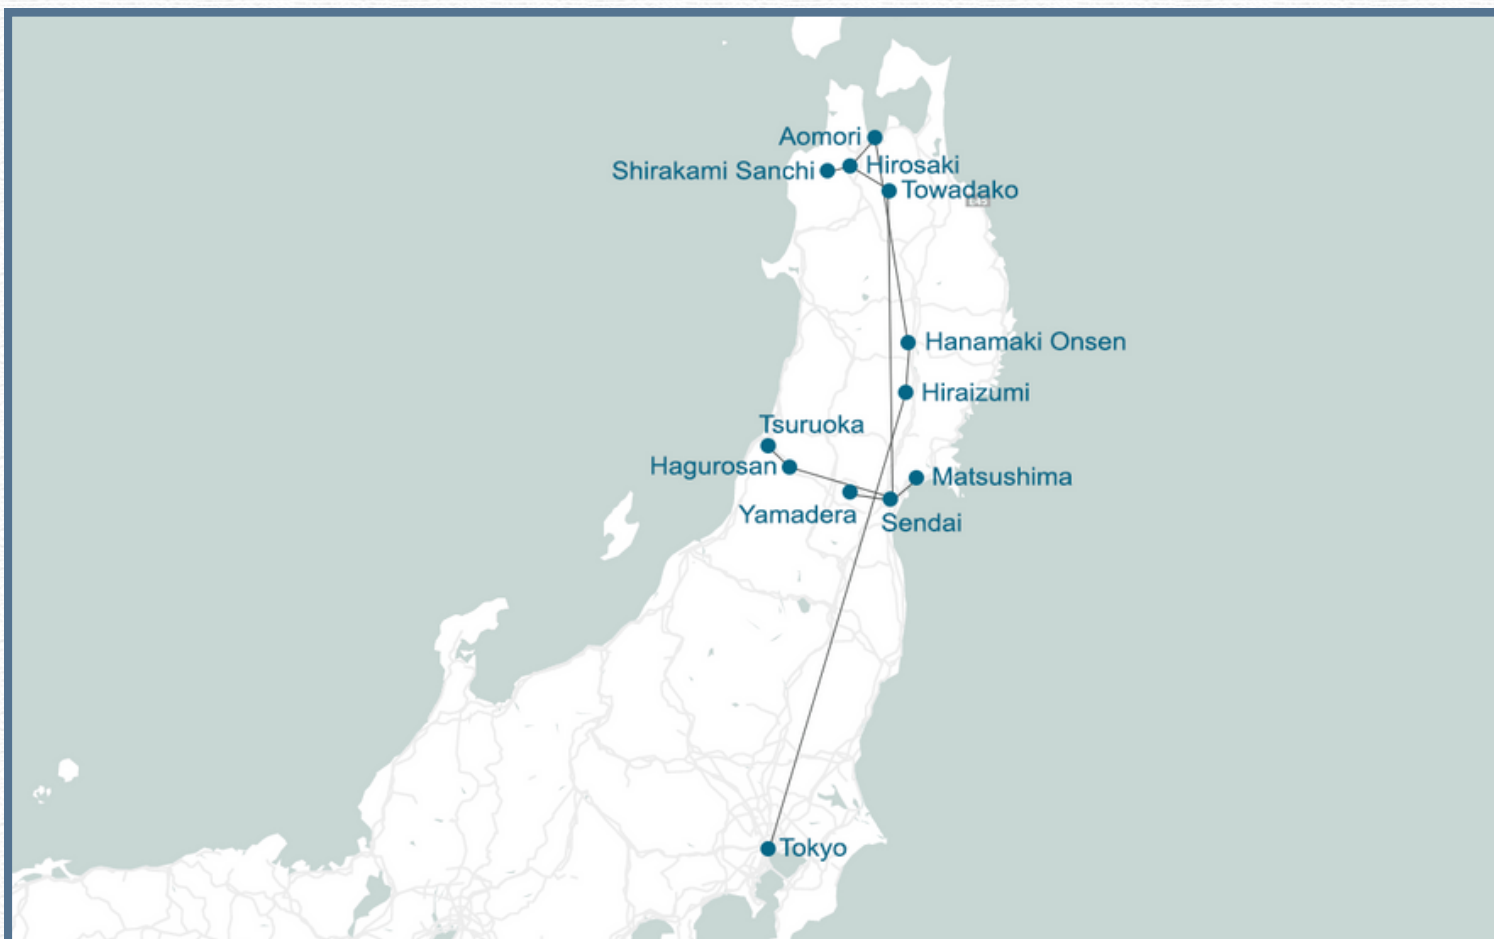 Aomori
Hirosaki
Shirakami Sanchi
Towadako
Hanamaki Onsen
Hiraizumi
Tsuruoka
Hagurosan
Matsushima
Yamadera
Sendai
Tokyo